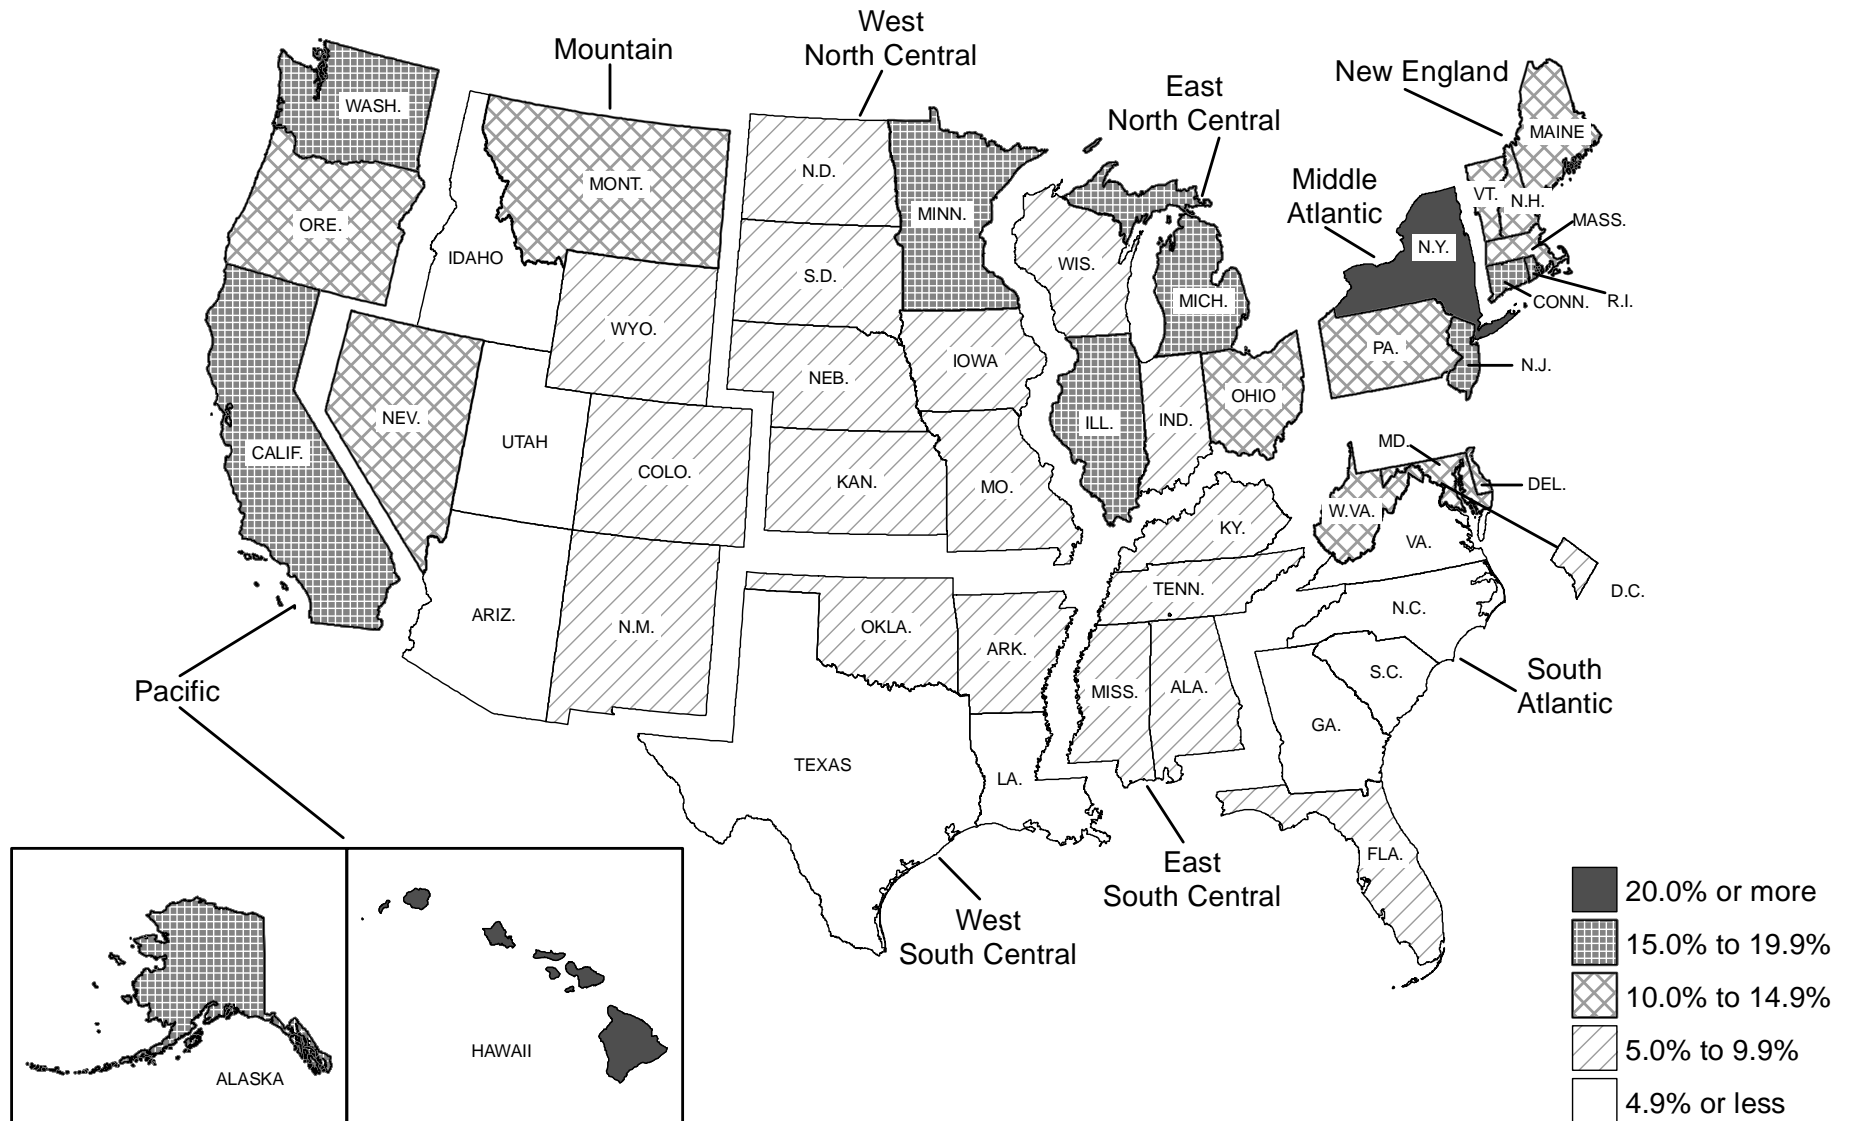 West
North Central
Mountain
New England
East
North Central
WASH.
MAINE
MONT.
N.D.
Middle
Atlantic
VT.
N.H.
MINN.
ORE.
MASS.
N.Y.
IDAHO
WIS.
S.D.
MICH.
CONN.
R.I.
WYO.
PA.
IOWA
N.J.
NEB.
OHIO
NEV.
IND.
ILL.
UTAH
MD.
CALIF.
COLO.
KAN.
MO.
DEL.
W.VA.
KY.
VA.
TENN.
D.C.
N.C.
ARIZ.
N.M.
OKLA.
ARK.
S.C.
South
Atlantic
Pacific
MISS.
ALA.
GA.
TEXAS
LA.
FLA.
East
South Central
West
South Central
20.0% or more
15.0% to 19.9%
10.0% to 14.9%
5.0% to 9.9%
4.9% or less
HAWAII
ALASKA